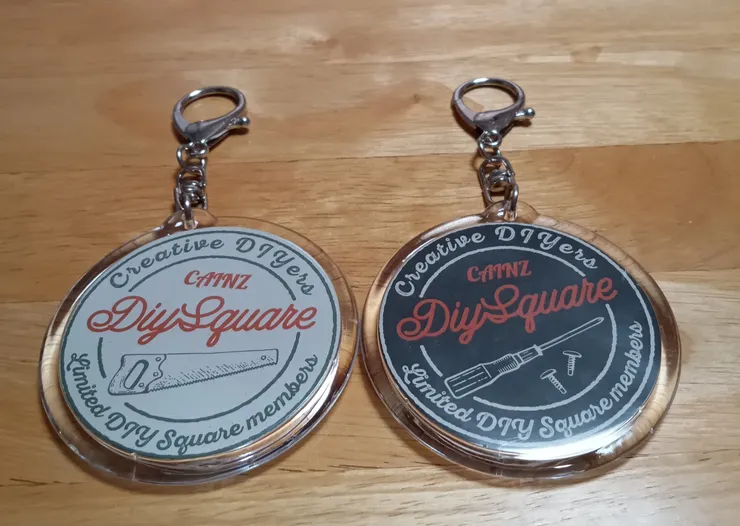 Creative DIYers
CAINZ
DiySquare
Limited DIY Square members
Creative DIYers
CAINZ
DiySquare
Limited DIY Square members